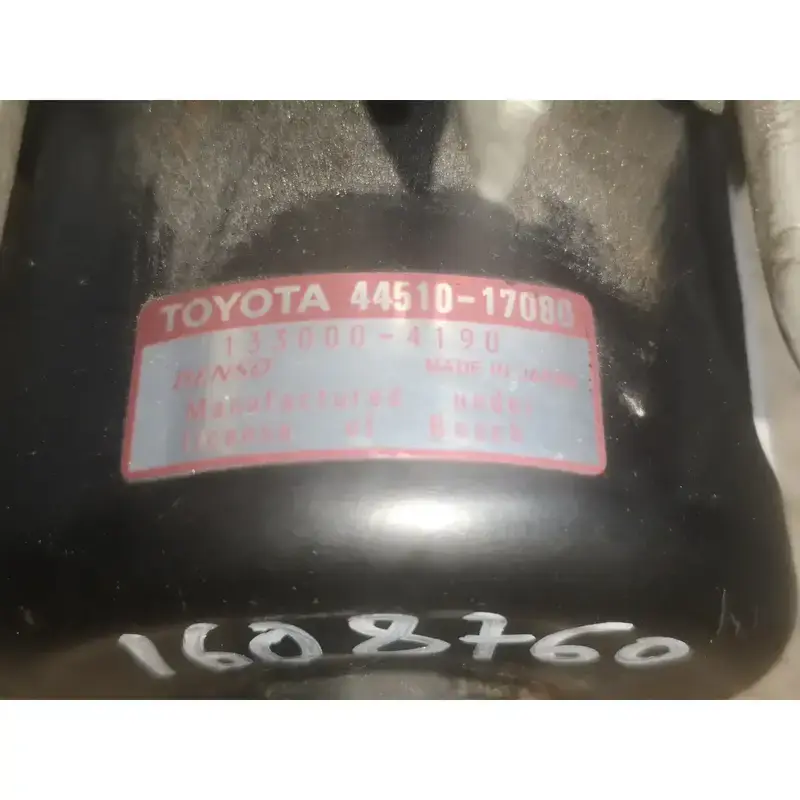 TOYOTA 44510-17080
133000-4190
DENSO MADE IN JAPAN
Manufactured under
license of Bosch
1608760